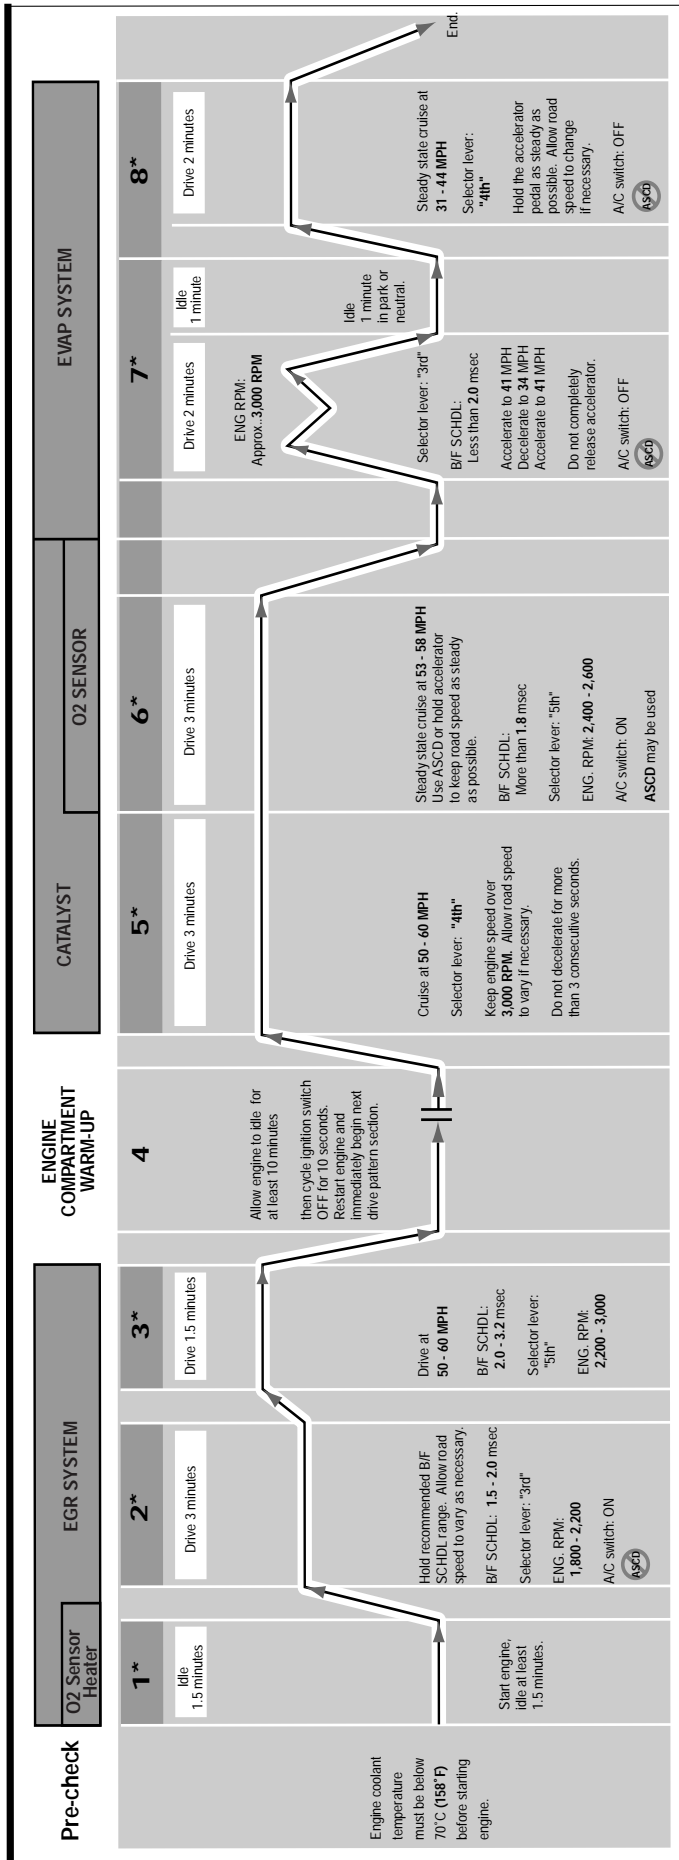 Pre-check
O2 Sensor
Heater
EGR SYSTEM
ENGINE
COMPARTMENT
WARM-UP
CATALYST
O2 SENSOR
EVAP SYSTEM
Engine coolant
temperature
must be below
70˚C (158˚F)
before starting
engine.
1*
Idle
1.5 minutes
Start engine,
idle at least
1.5 minutes.
2*
Drive 3 minutes
Hold recommended B/F
SCHDL range. Allow road
speed to vary as necessary.
B/F SCHDL: 1.5 - 2.0 msec
Selector lever: "3rd"
ENG. RPM:
1,800 - 2,200
A/C switch: ON
ASCD
3*
Drive 1.5 minutes
Drive at
50 - 60 MPH
B/F SCHDL:
2.0 - 3.2 msec
Selector lever:
"5th"
ENG. RPM:
2,200 - 3,000
4
Allow engine to idle for
at least 10 minutes
then cycle ignition switch
OFF for 10 seconds.
Restart engine and
immediately begin next
drive pattern section.
5*
Drive 3 minutes
Cruise at 50 - 60 MPH
Selector lever: "4th"
Keep engine speed over
3,000 RPM. Allow road speed
to vary if necessary.
Do not decelerate for more
than 3 consecutive seconds.
6*
Drive 3 minutes
Steady state cruise at 53 - 58 MPH
Use ASCD or hold accelerator
to keep road speed as steady
as possible.
B/F SCHDL:
More than 1.8 msec
Selector lever: "5th"
ENG. RPM: 2,400 - 2,600
A/C switch: ON
ASCD may be used
7*
Drive 2 minutes
ENG RPM:
Approx..3,000 RPM
Selector lever: "3rd"
B/F SCHDL:
Less than 2.0 msec
Accelerate to 41 MPH
Decelerate to 34 MPH
Accelerate to 41 MPH
Do not completely
release accelerator.
A/C switch: OFF
ASCD
Idle
1 minute
Idle
1 minute
in park or
neutral.
8*
Drive 2 minutes
Steady state cruise at
31 - 44 MPH
Selector lever:
"4th"
Hold the accelerator
pedal as steady as
possible. Allow road
speed to change
if necessary.
A/C switch: OFF
ASCD
End.